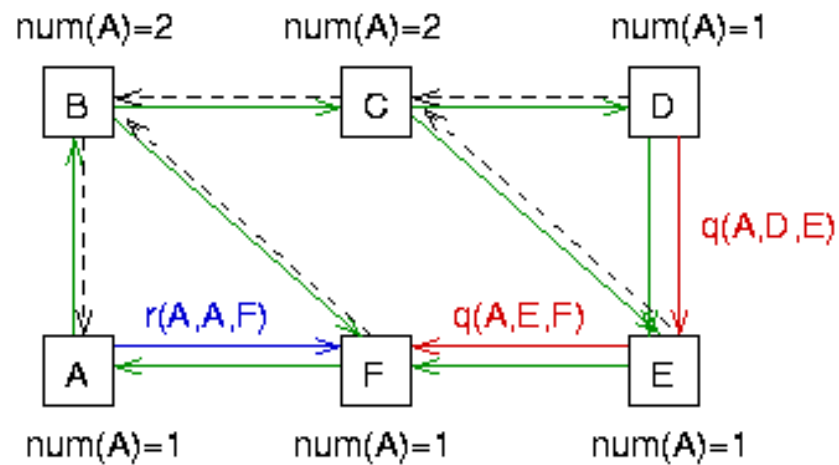 num(A)=2 num(A)=2 num(A)=1
B C D
q(A,D,E)
r(A,A,F) q(A,E,F)
A F E
num(A)=1 num(A)=1 num(A)=1